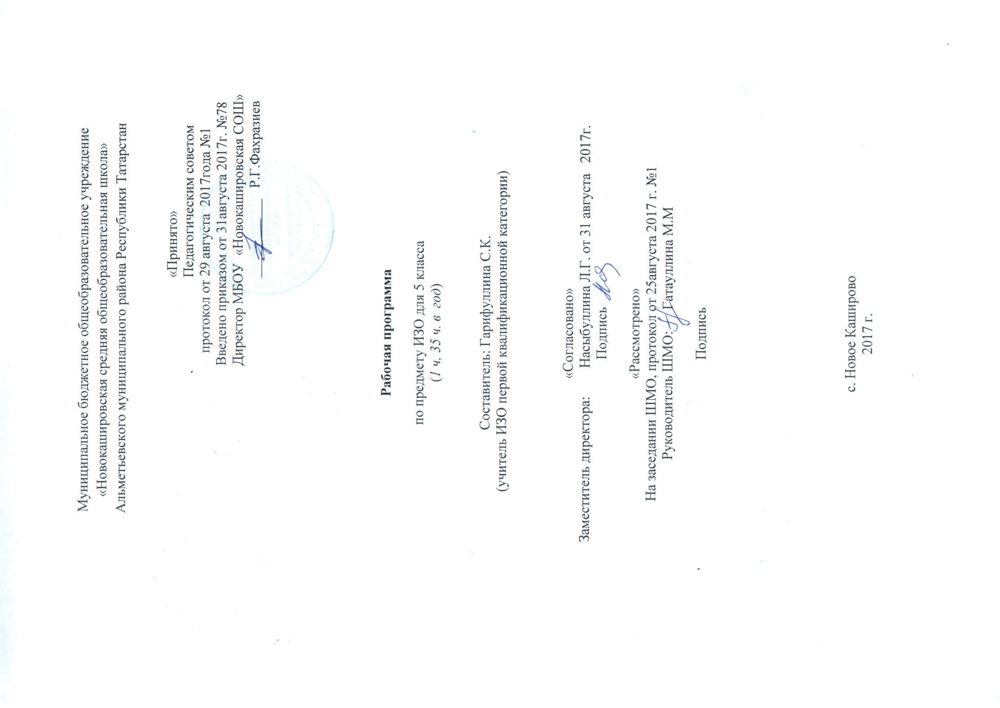 Муниципальное бюджетное общеобразовательное учреждение
«Новокашировская средняя общеобразовательная школа»
Альметьевского муниципального района Республики Татарстан
«Принято»
Педагогическим советом
протокол от 29 августа 2017года №1
Введено приказом от 31августа 2017г. №78
Директор МБОУ «Новокашировская СОШ»
Р.Г.Фахразиев
Рабочая программа
по предмету ИЗО для 5 класса
(1 ч, 35 ч. в год)
Составитель: Гарифуллина С.К.
(учитель ИЗО первой квалификационной категории)
«Согласовано»
Заместитель директора: Насыбуллина Л.Г. от 31 августа 2017г.
Подпись
«Рассмотрено»
На заседании ШМО, протокол от 25августа 2017 г. №1
Руководитель ШМО: Гатауллина М.М
Подпись
с. Новое Каширово
2017 г.